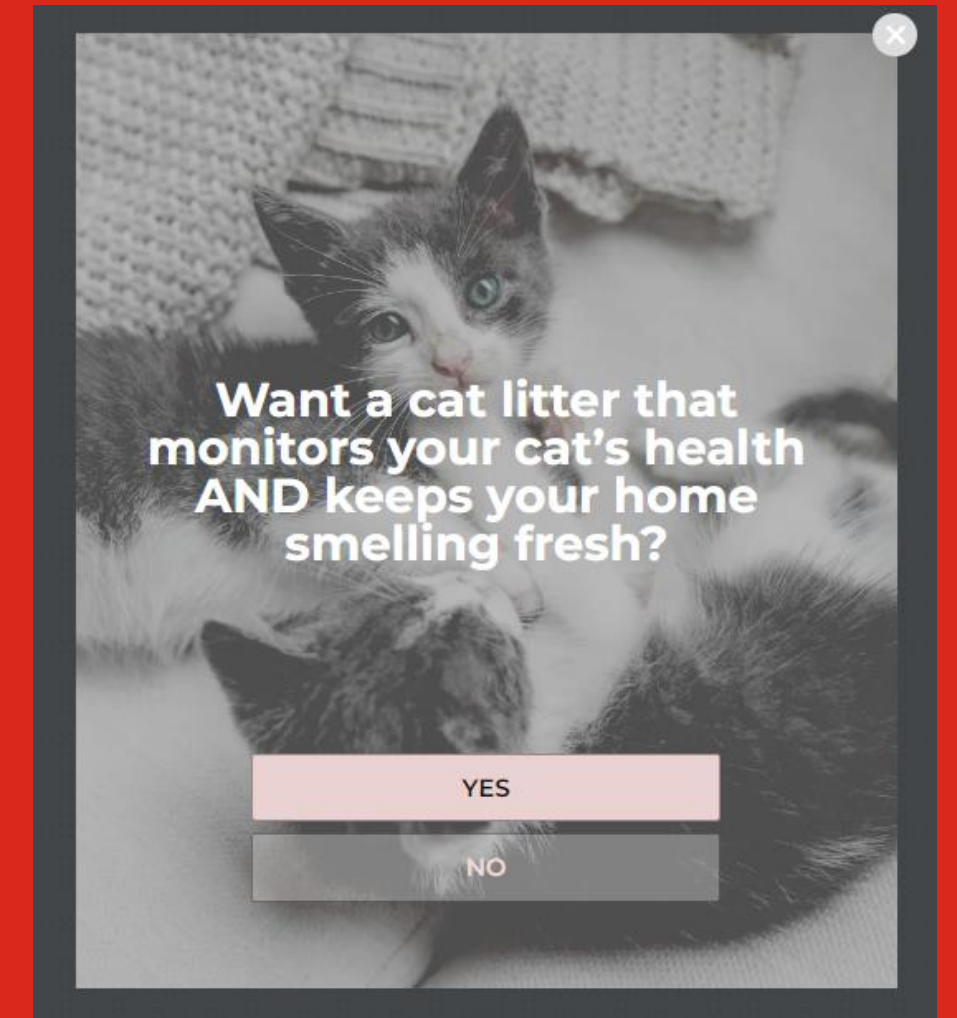 Want a cat litter that
monitors your cat’s health
AND keeps your home
smelling fresh?
YES
NO